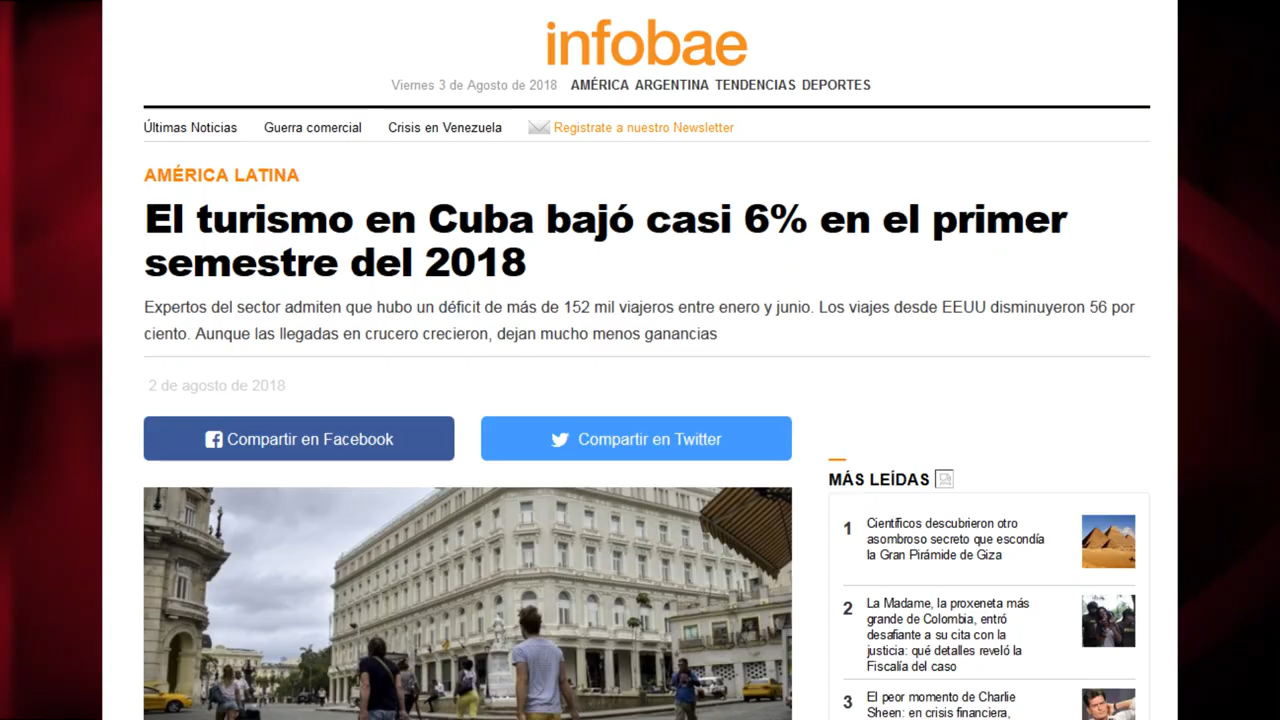 infobae
Viernes 3 de Agosto de 2018 AMÉRICA ARGENTINA TENDENCIAS DEPORTES
Últimas Noticias Guerra comercial Crisis en Venezuela Registrate a nuestro Newsletter
AMÉRICA LATINA
El turismo en Cuba bajó casi 6% en el primer
semestre del 2018
Expertos del sector admiten que hubo un déficit de más de 152 mil viajeros entre enero y junio. Los viajes desde EEUU disminuyeron 56 por
ciento. Aunque las llegadas en crucero crecieron, dejan mucho menos ganancias
2 de agosto de 2018
Compartir en Facebook
Compartir en Twitter
MÁS LEÍDAS
1 Científicos descubrieron otro
asombroso secreto que escondía
la Gran Pirámide de Giza
2 La Madame, la proxeneta más
grande de Colombia, entró
desafiante a su cita con la
justicia: qué detalles reveló la
Fiscalía del caso
3 El peor momento de Charlie
Sheen: en crisis financiera,